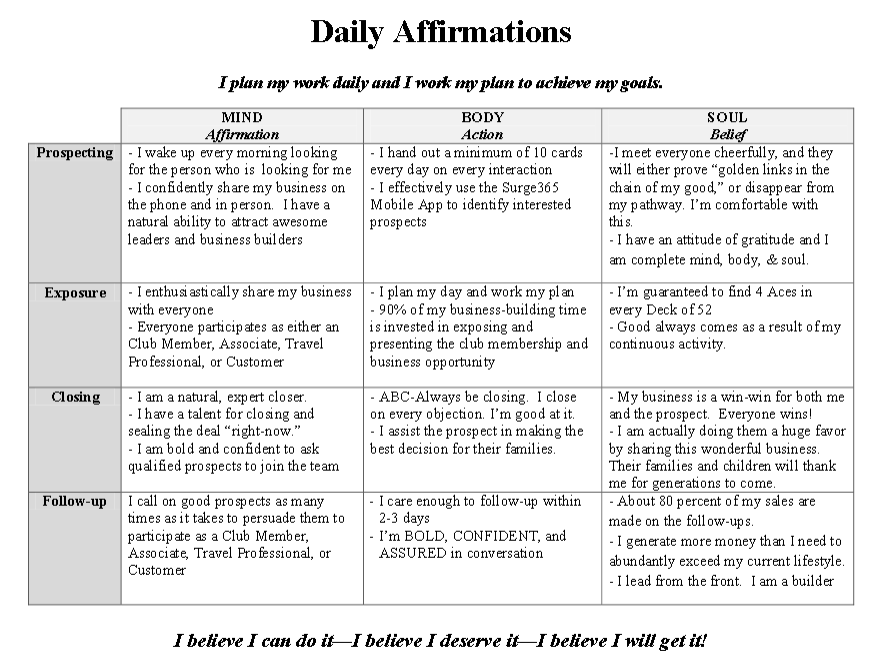 Daily Affirmations
I plan my work daily and I work my plan to achieve my goals.
MIND
Affirmation
BODY
Action
SOUL
Belief
Prospecting
- I wake up every morning looking
for the person who is looking for me
- I confidently share my business on
the phone and in person. I have a
natural ability to attract awesome
leaders and business builders
- I hand out a minimum of 10 cards
every day on every interaction
- I effectively use the Surge365
Mobile App to identify interested
prospects
-I meet everyone cheerfully, and they
will either prove “golden links in the
chain of my good,” or disappear from
my pathway. I’m comfortable with
this.
- I have an attitude of gratitude and I
am complete mind, body, & soul.
Exposure
- I enthusiastically share my business
with everyone
- Everyone participates as either an
Club Member, Associate, Travel
Professional, or Customer
- I plan my day and work my plan
- 90% of my business-building time
is invested in exposing and
presenting the club membership and
business opportunity
- I’m guaranteed to find 4 Aces in
every Deck of 52
- Good always comes as a result of my
continuous activity.
Closing
- I am a natural, expert closer.
- I have a talent for closing and
sealing the deal “right-now.”
- I am bold and confident to ask
qualified prospects to join the team
- ABC-Always be closing. I close
on every objection. I’m good at it.
- I assist the prospect in making the
best decision for their families.
- My business is a win-win for both me
and the prospect. Everyone wins!
- I am actually doing them a huge favor
by sharing this wonderful business.
Their families and children will thank
me for generations to come.
Follow-up
I call on good prospects as many
times as it takes to persuade them to
participate as a Club Member,
Associate, Travel Professional, or
Customer
- I care enough to follow-up within
2-3 days
- I’m BOLD, CONFIDENT, and
ASSURED in conversation
- About 80 percent of my sales are
made on the follow-ups.
- I generate more money than I need to
abundantly exceed my current lifestyle.
- I lead from the front. I am a builder
I believe I can do it—I believe I deserve it—I believe I will get it!